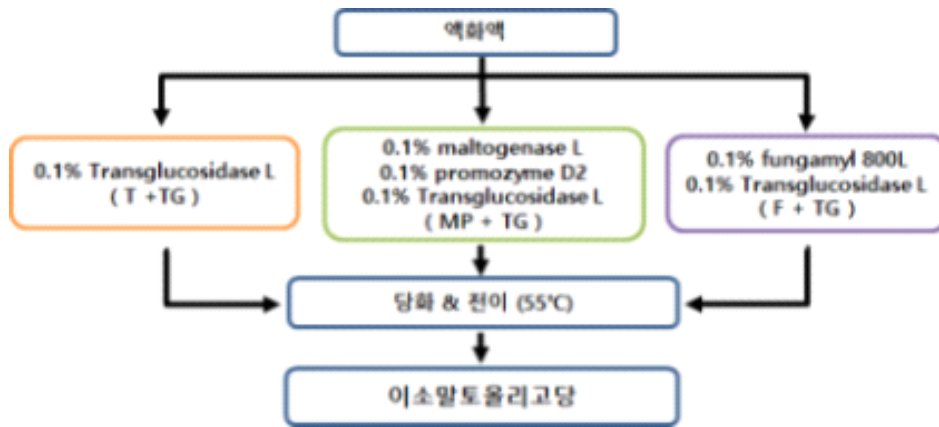 액화액
0.1% Transglucosidase L
( T +TG )
0.1% maltogenase L
0.1% promozyme D2
0.1% Transglucosidase L
( MP + TG )
0.1% fungamyl 800L
0.1% Transglucosidase L
( F + TG )
당화 & 전이 (55℃)
이소말토올리고당